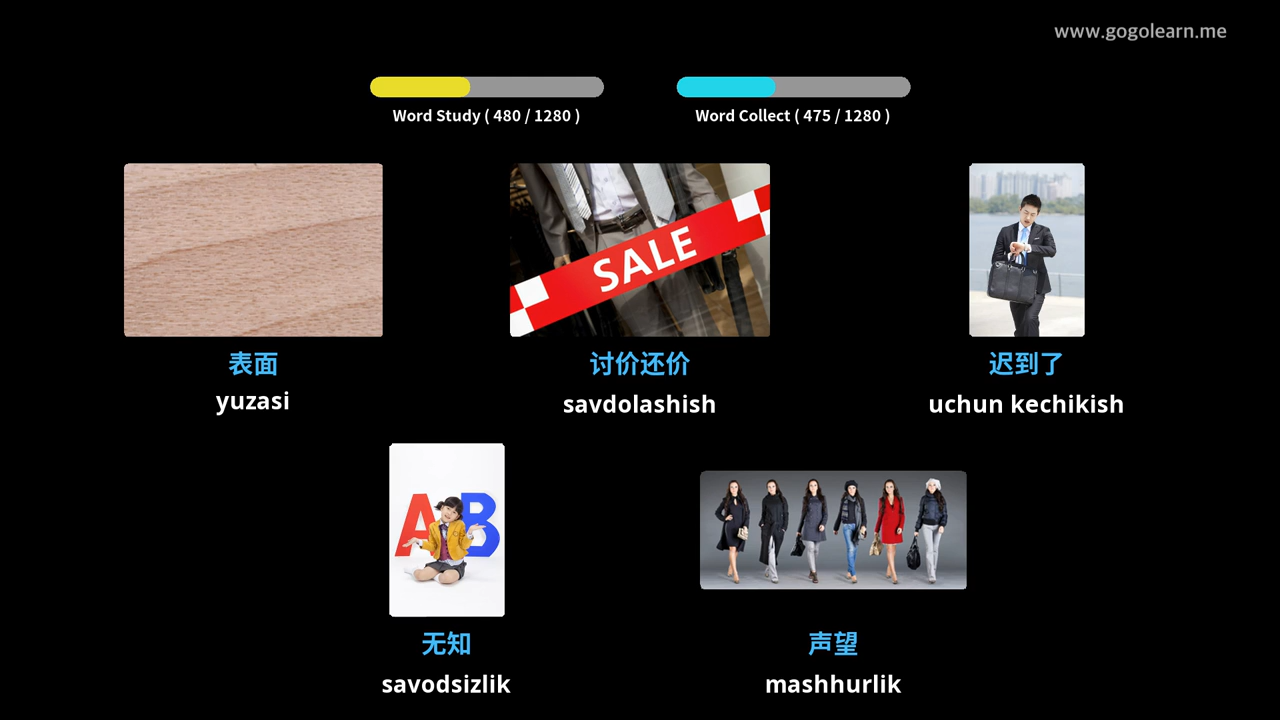 www.gogolearn.me
Word Study ( 480 / 1280 )
Word Collect ( 475 / 1280 )
SALE
表面
yuzasi
讨价还价
savdolashish
迟到了
uchun kechikish
A B
无知
savodsizlik
声望
mashhurlik